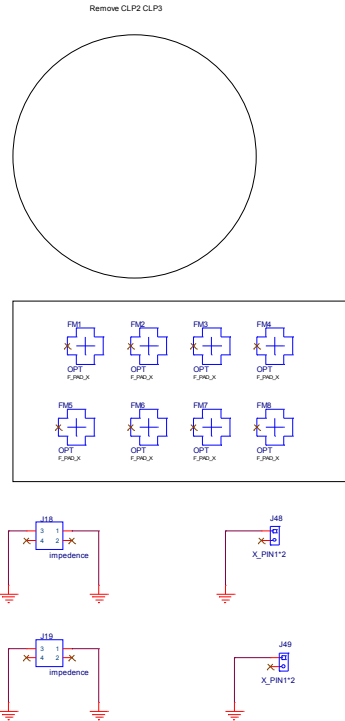 Remove CLP2 CLP3
FM1 FM2 FM3 FM4
OPT OPT OPT OPT
F_PAD_X F_PAD_X F_PAD_X F_PAD_X
FM5 FM6 FM7 FM8
OPT OPT OPT OPT
F_PAD_X F_PAD_X F_PAD_X F_PAD_X
J18
3 1
4 2
impedence
J48
X_PIN1*2
J19
3 1
4 2
impedence
J49
X_PIN1*2